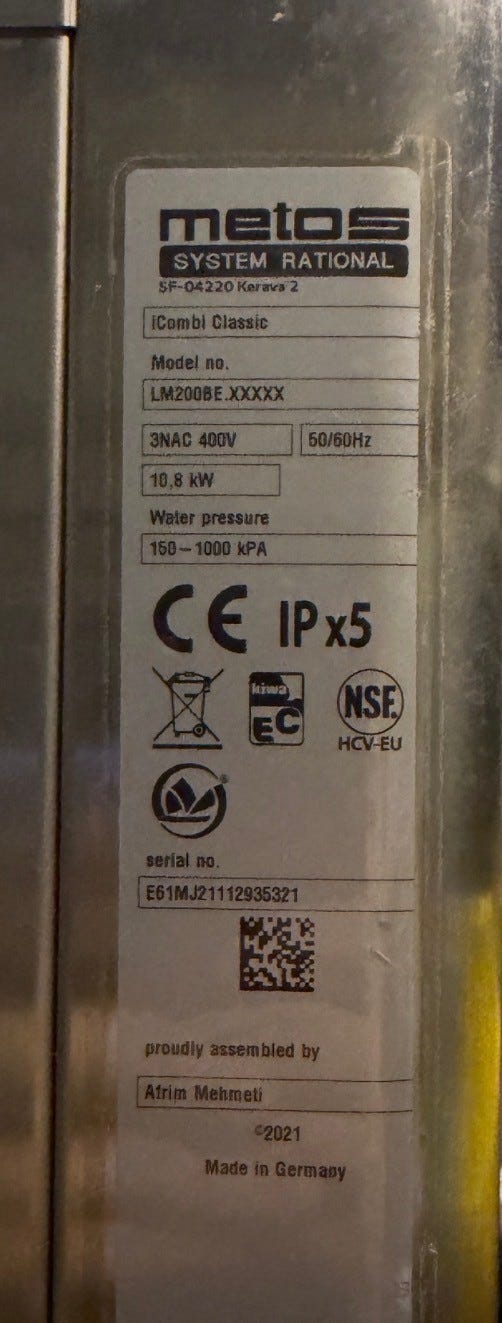 metos
SYSTEM RATIONAL
SF-04220 Kerava 2
iCombi Classic
Model no.
LM200BE.XXXXX
3NAC 400V 50/60Hz
10,8 kW
Water pressure
150-1000 kPA
CE IPx5
kiwa
EC
NSF.
HCV-EU
®
serial no.
E61MJ21112935321
proudly assembled by
Afrim Mehmeti
©2021
Made in Germany